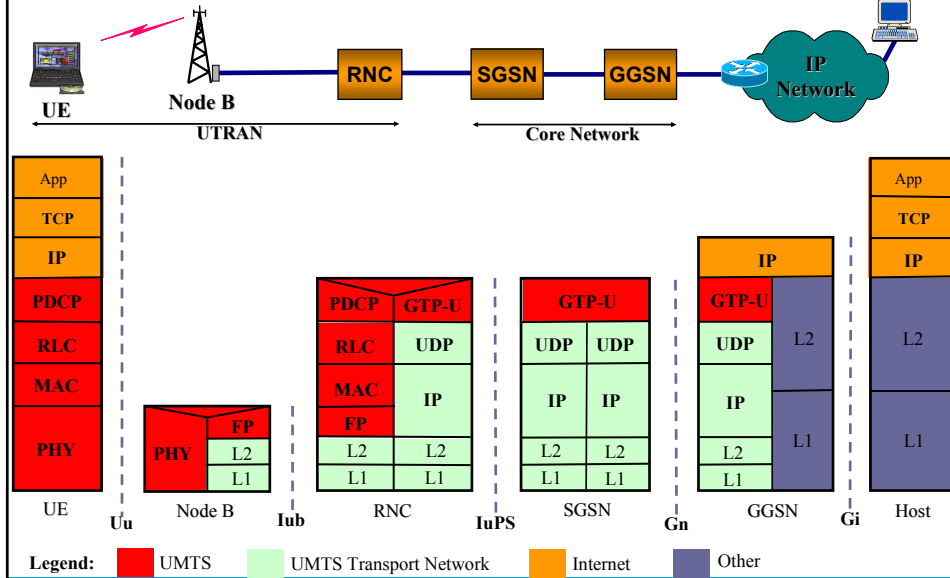 RNC SGSN GGSN IP Network
UE Node B
UTRAN Core Network
App
TCP
IP
PDCP
RLC
MAC
PHY
UE
Uu
PHY
FP
L2
L1
Node B
Iub
PDCP GTP-U
RLC UDP
MAC IP
FP
L2 L2
L1 L1
RNC
IuPS
GTP-U
UDP UDP
IP IP
L2 L2
L1 L1
SGSN
Gn
IP
GTP-U
UDP L2
IP
L2 L1
L1
GGSN
Gi
App
TCP
IP
L2
L1
Host
Legend: UMTS UMTS Transport Network Internet Other